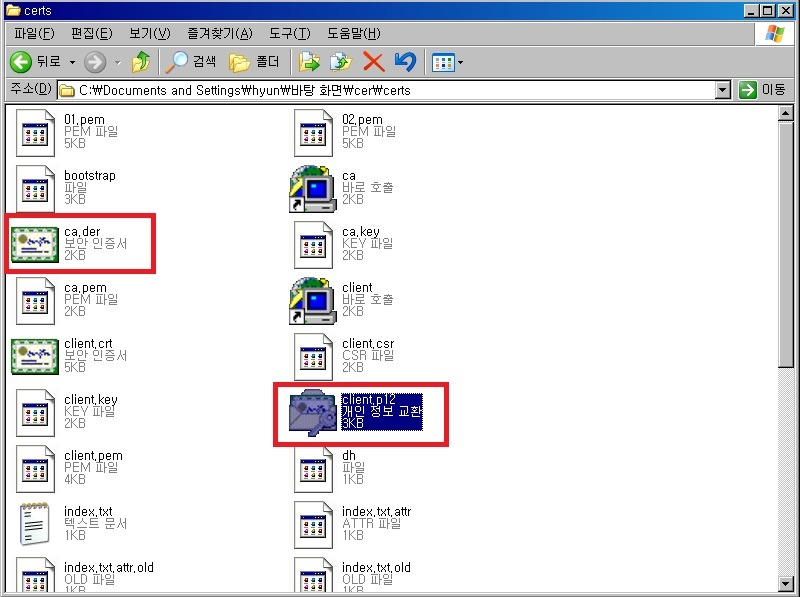 certs
파일(F) 편집(E) 보기(V) 즐겨찾기(A) 도구(T) 도움말(H)
뒤로 검색 폴더
주소(D) C:₩Documents and Settings₩hyun₩바탕 화면₩cer₩certs 이동
01.pem
PEM 파일
5KB
02.pem
PEM 파일
5KB
bootstrap
파일
3KB
ca
바로 호출
2KB
ca.der
보안 인증서
2KB
ca.key
KEY 파일
2KB
ca.pem
PEM 파일
2KB
client
바로 호출
2KB
client.crt
보안 인증서
5KB
client.csr
CSR 파일
2KB
client.key
KEY 파일
2KB
client.p12
개인 정보 교환
3KB
client.pem
PEM 파일
4KB
dh
파일
1KB
index.txt
텍스트 문서
1KB
index.txt.attr
ATTR 파일
1KB
index.txt.attr.old
OLD 파일
1KB
index.txt.old
OLD 파일
1KB